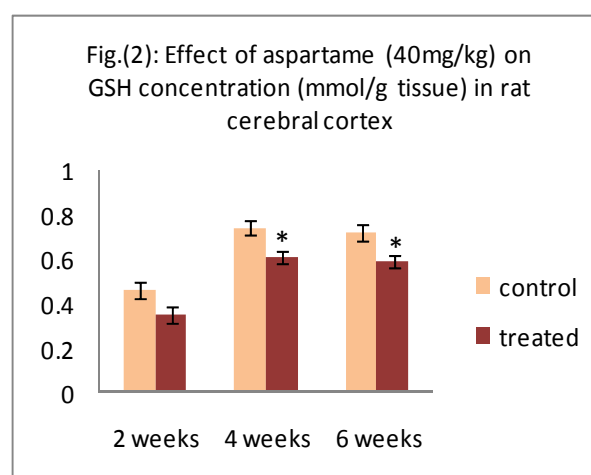 Fig.(2): Effect of aspartame (40mg/kg) on
GSH concentration (mmol/g tissue) in rat
cerebral cortex
1
0.8
0.6
0.4
0.2
0
*
*
control
treated
2 weeks 4 weeks 6 weeks